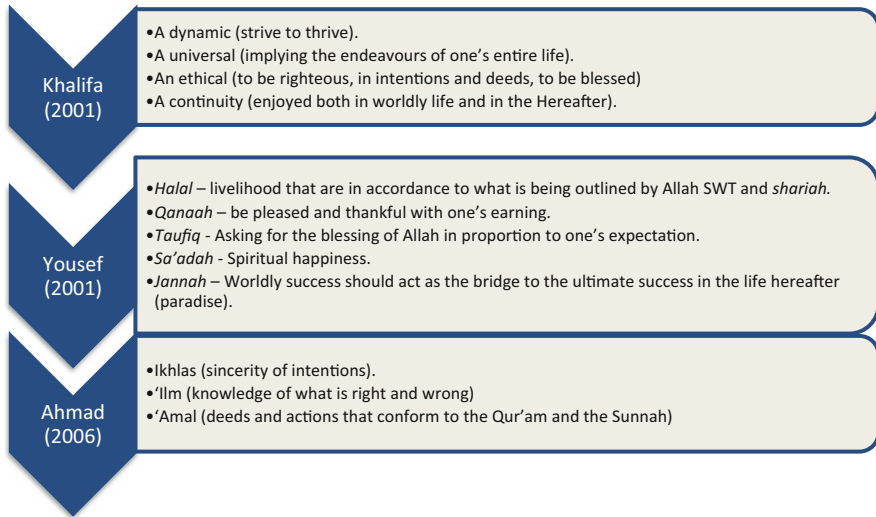 Khalifa
(2001)
•A dynamic (strive to thrive).
•A universal (implying the endeavours of one’s entire life).
•An ethical (to be righteous, in intentions and deeds, to be blessed)
•A continuity (enjoyed both in worldly life and in the Hereafter).
Yousef
(2001)
•Halal – livelihood that are in accordance to what is being outlined by Allah SWT and shariah.
•Qanaah – be pleased and thankful with one’s earning.
•Taufiq - Asking for the blessing of Allah in proportion to one’s expectation.
•Sa’adah - Spiritual happiness.
•Jannah – Worldly success should act as the bridge to the ultimate success in the life hereafter
(paradise).
Ahmad
(2006)
•Ikhlas (sincerity of intentions).
•‘Ilm (knowledge of what is right and wrong)
•‘Amal (deeds and actions that conform to the Qur’am and the Sunnah)